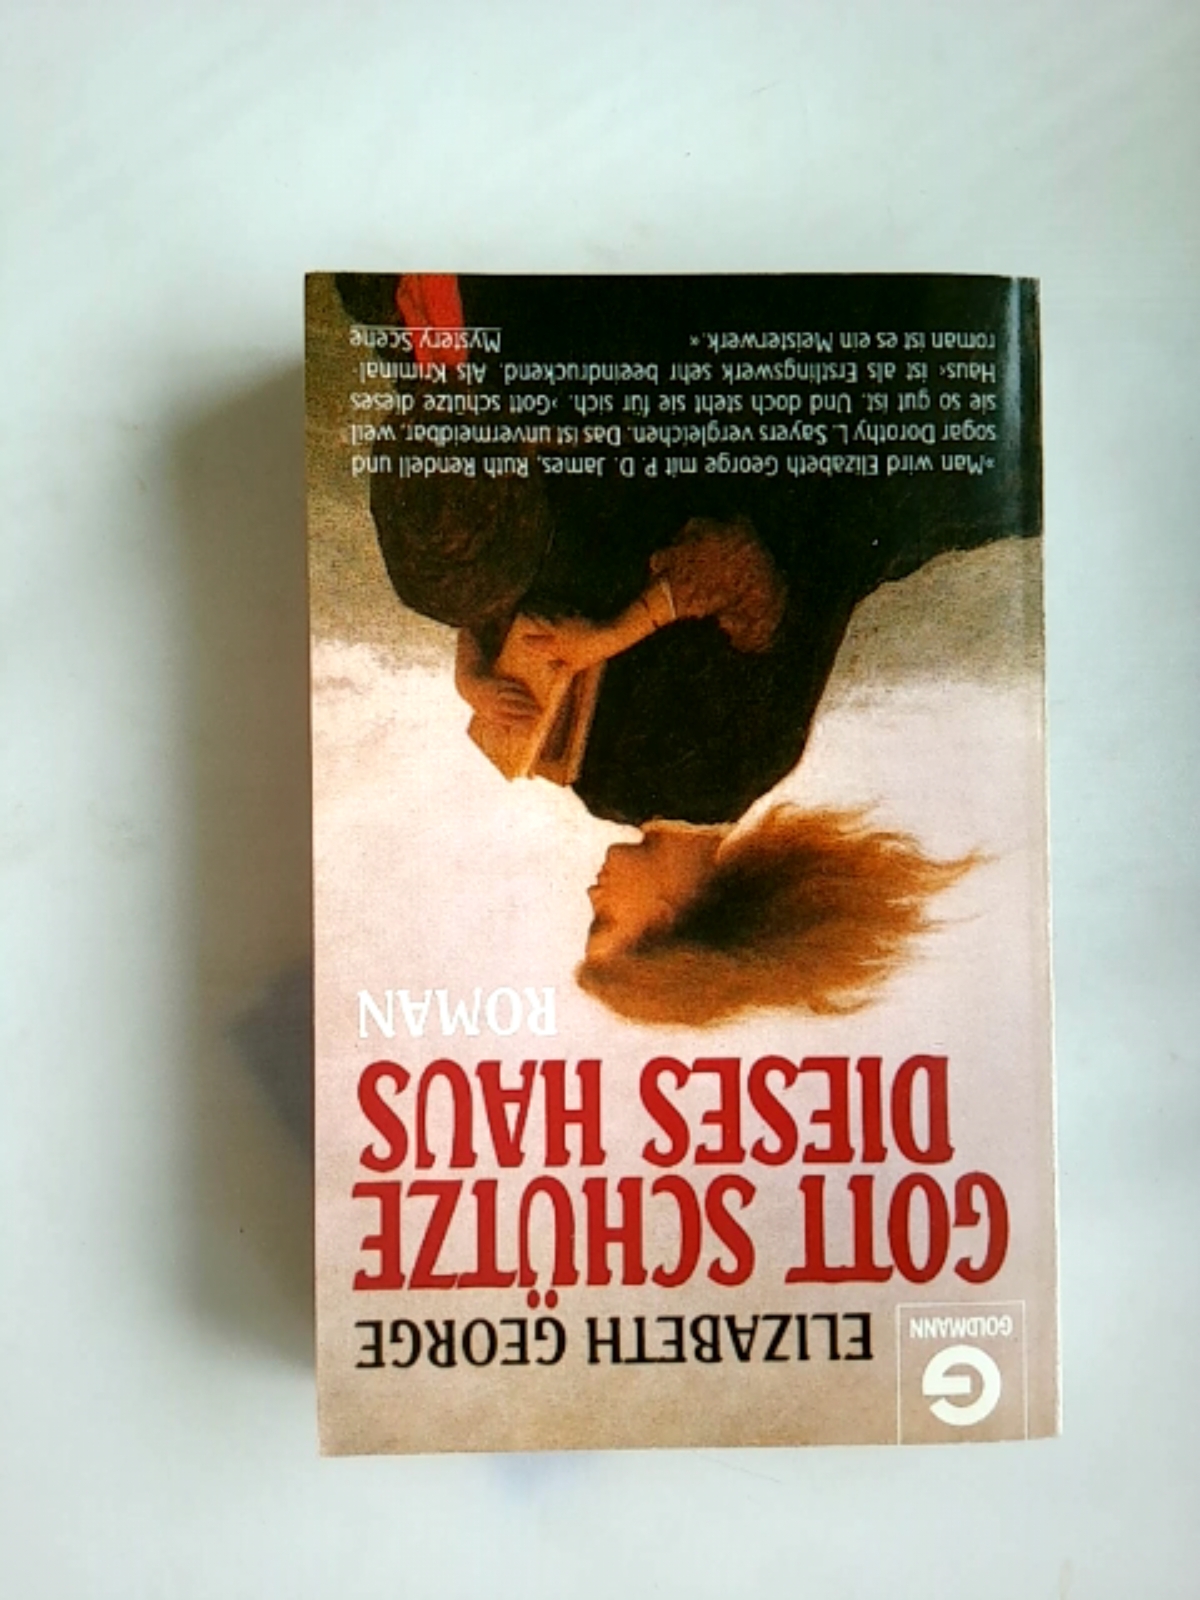 GOLDMANN
ELIZABETH GEORGE
GOTT SCHÜTZE
DIESES HAUS
ROMAN
»Man wird Elizabeth George mit P. D. James, Ruth Rendell und
sogar Dorothy L. Sayers vergleichen. Das ist unvermeidbar, weil
sie so gut ist. Und doch steht sie für sich. ›Gott schütze dieses
Haus‹ ist als Erstlingswerk sehr beeindruckend. Als Kriminal-
roman ist es ein Meisterwerk.« Mystery Scene